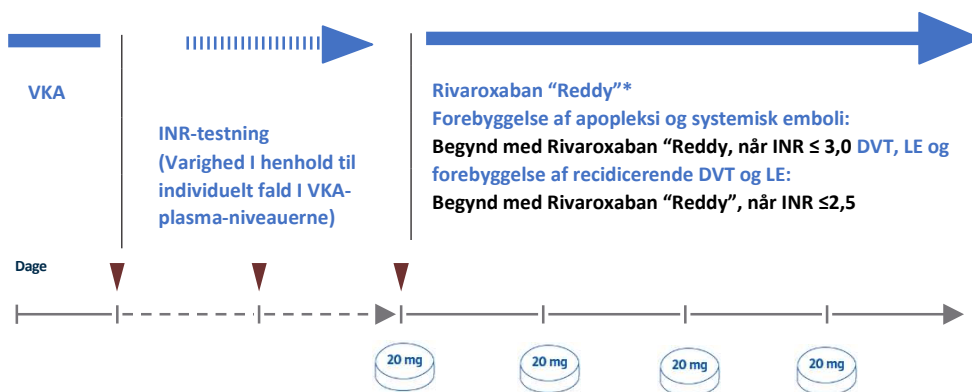 VKA
INR-testning
(Varighed I henhold til
individuelt fald I VKA-
plasma-niveauerne)
Rivaroxaban “Reddy”*
Forebyggelse af apopleksi og systemisk emboli:
Begynd med Rivaroxaban “Reddy, når INR ≤ 3,0 DVT, LE og
forebyggelse af recidicerende DVT og LE:
Begynd med Rivaroxaban “Reddy”, når INR ≤2,5
Dage
20 mg
20 mg
20 mg
20 mg